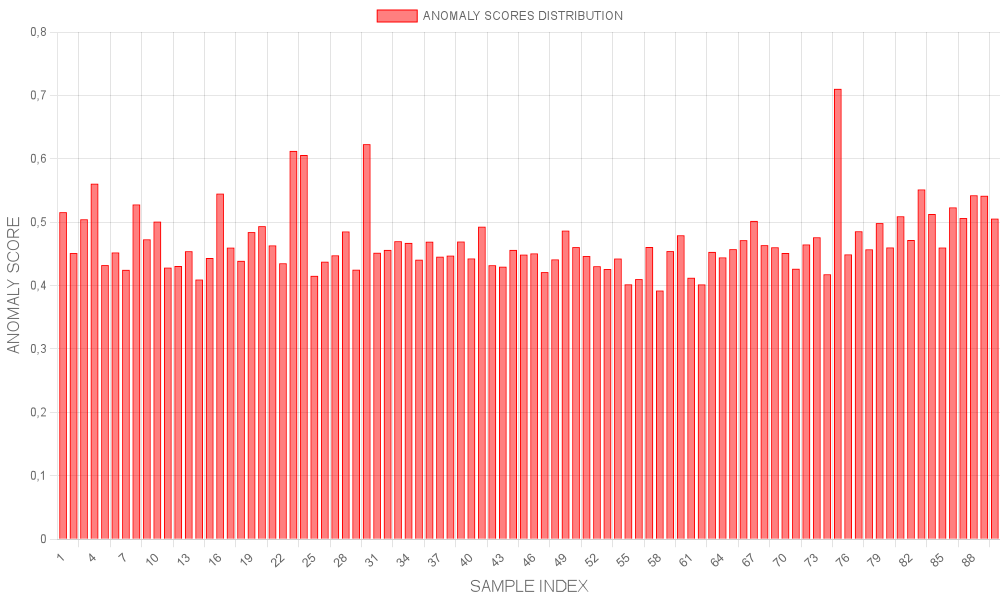 ANOMALY SCORES DISTRIBUTION
0,8
0,7
0,6
0,5
0,4
0,3
0,2
0,1
0
ANOMALY SCORE
1 4 7 10 13 16 19 22 25 28 31 34 37 40 43 46 49 52 55 58 61 64 67 70 73 76 79 82 85 88
SAMPLE INDEX